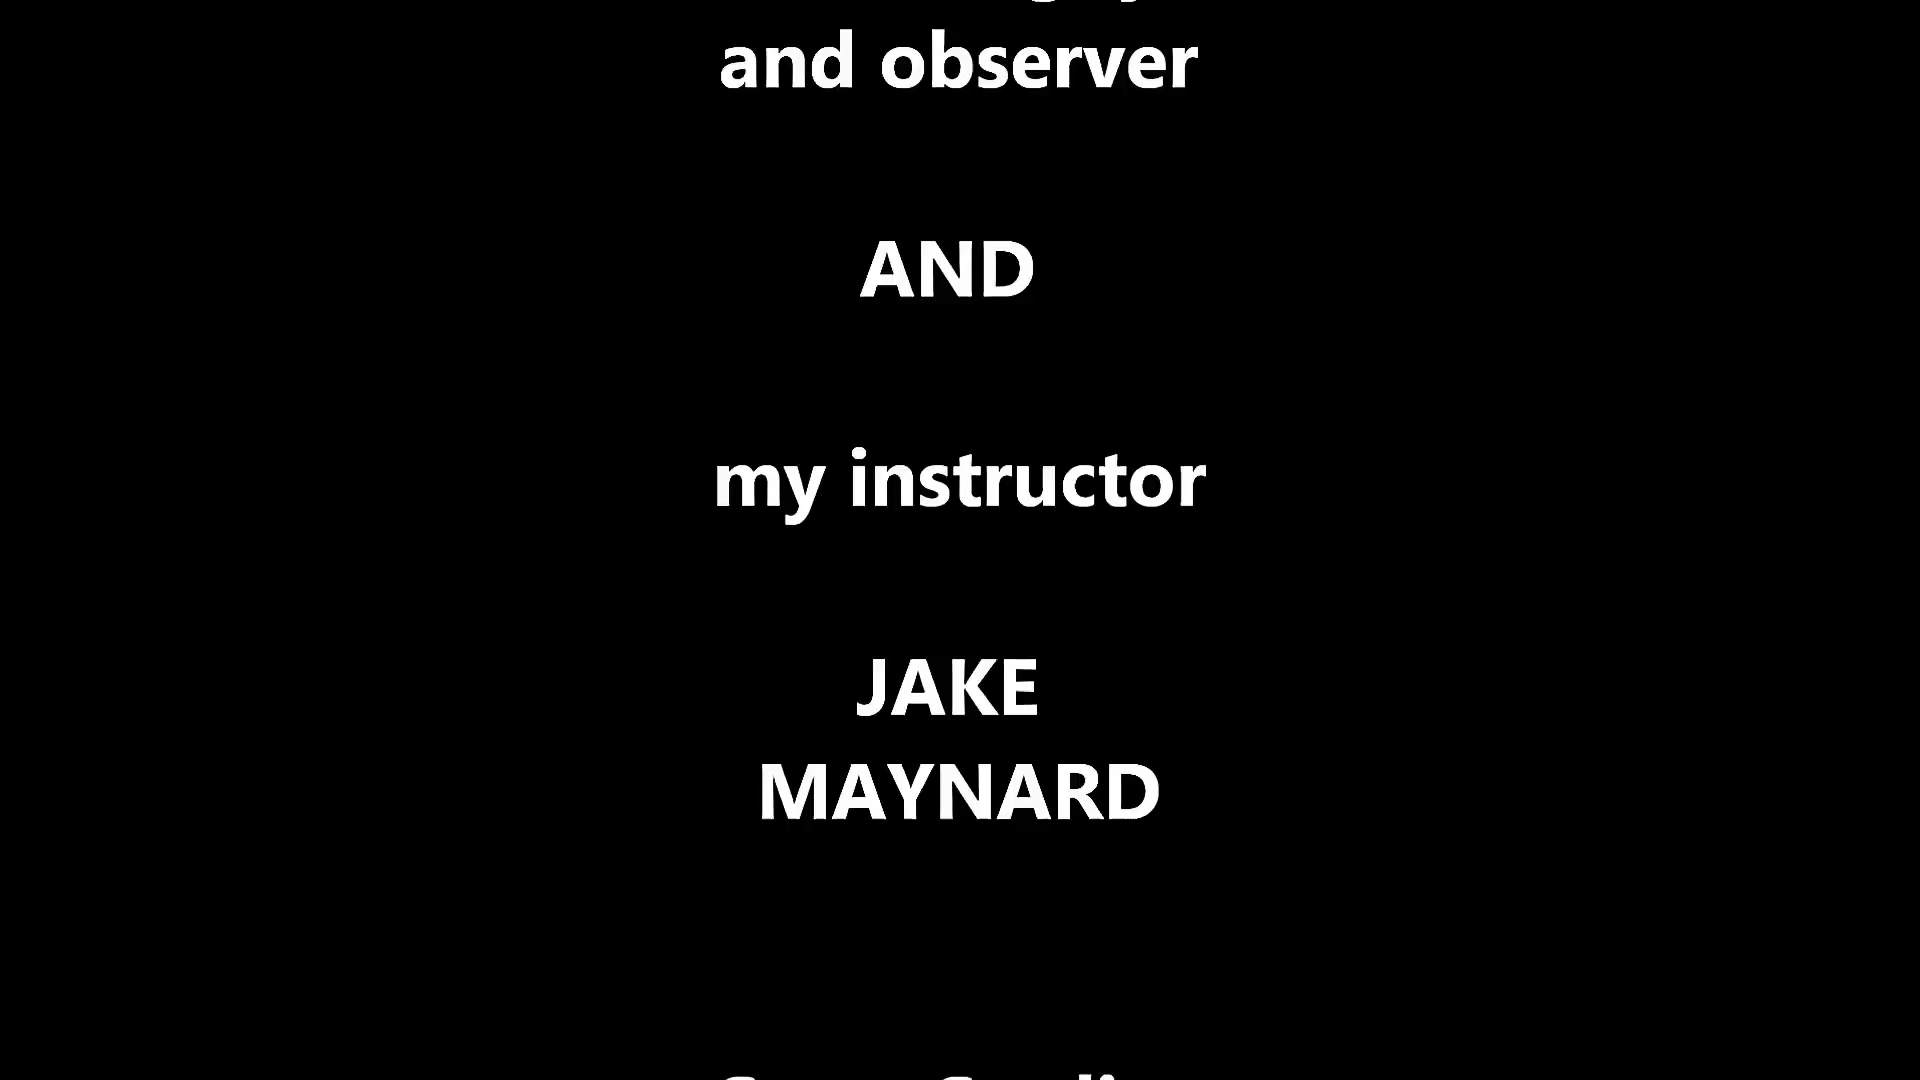 and observer
AND
my instructor
JAKE
MAYNARD